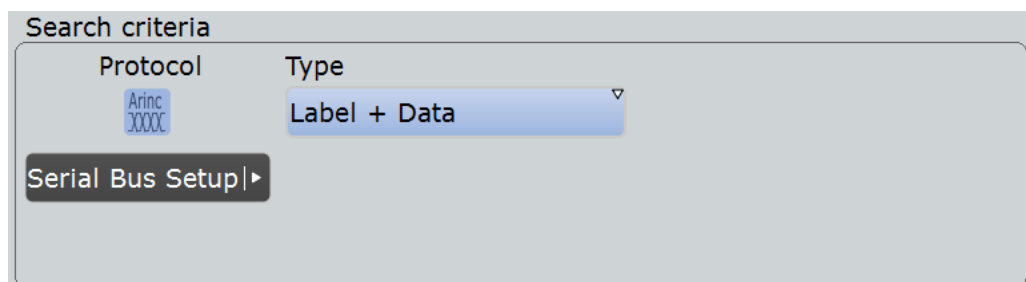 Search criteria
Protocol
Type
Arinc
Label + Data
Serial Bus Setup